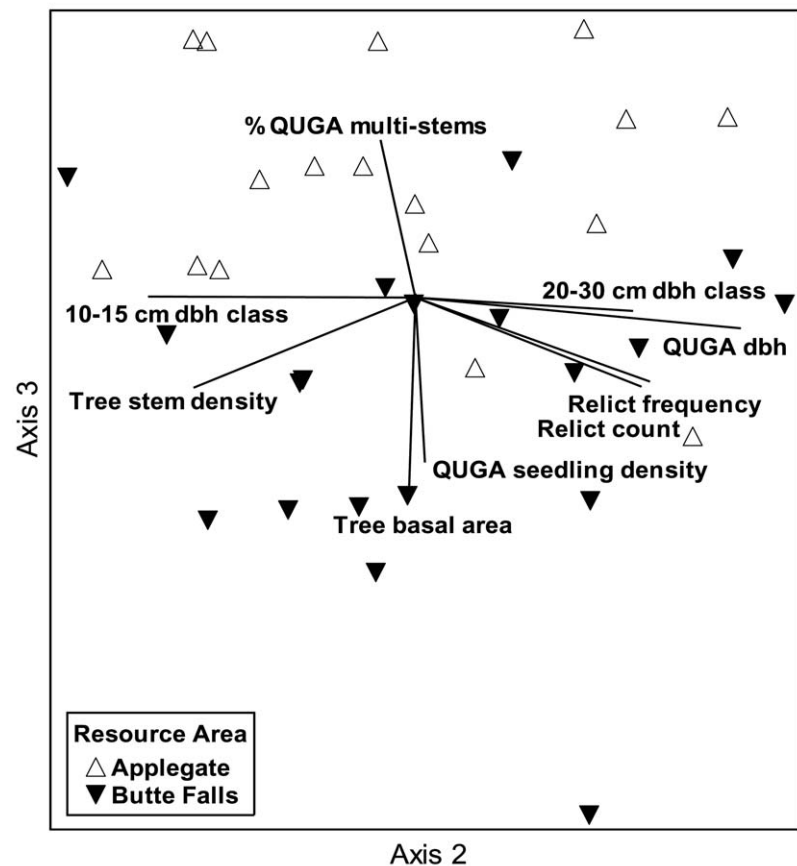 % QUGA multi-stems
10-15 cm dbh class
20-30 cm dbh class
QUGA dbh
Tree stem density
Relict frequency
Relict count
QUGA seedling density
Tree basal area
Axis 3
Resource Area
Applegate
Butte Falls
Axis 2